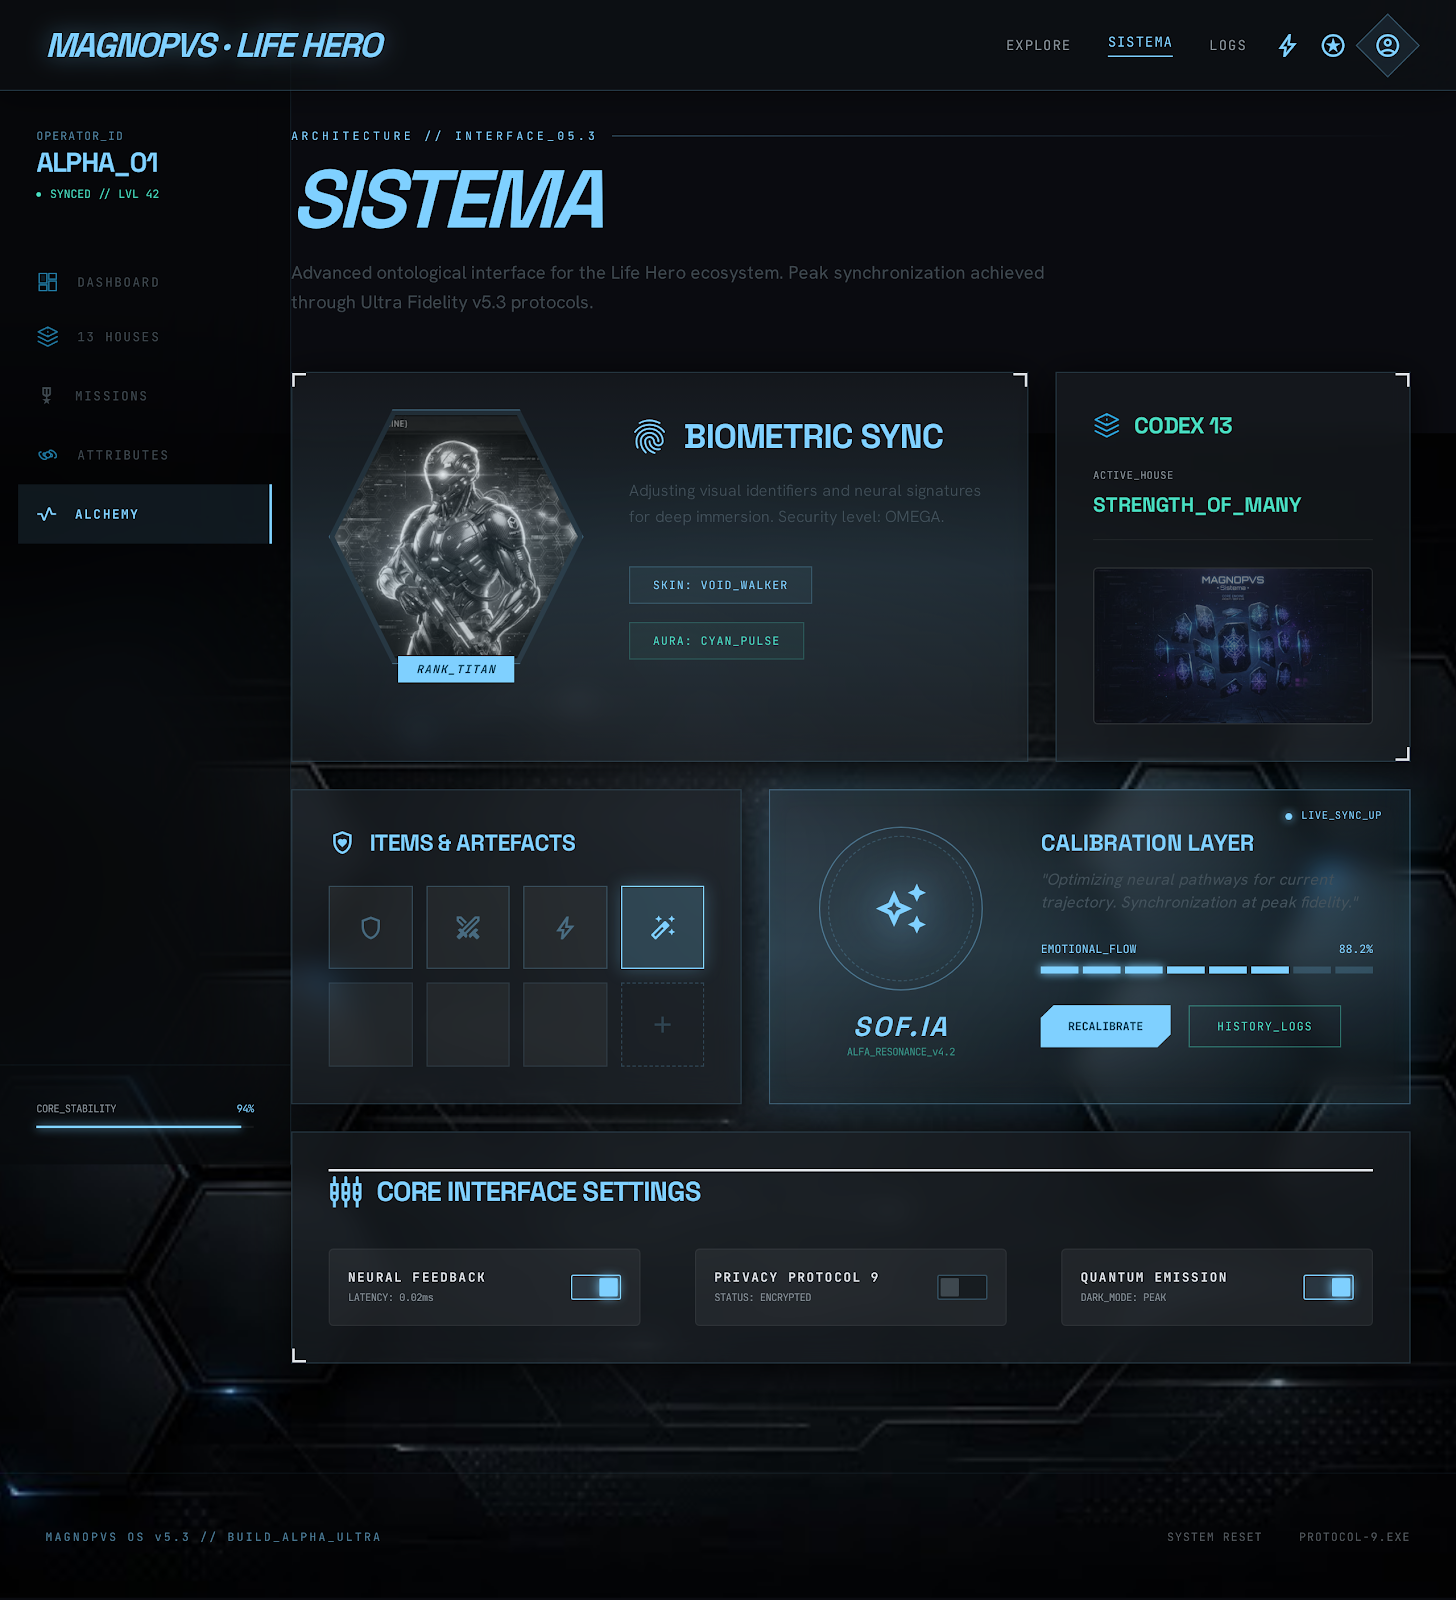 MAGNOPVS · LIFE HERO
EXPLORE
SISTEMA
LOGS
OPERATOR_ID
ALPHA_01
SYNCED // LVL 42
DASHBOARD
13 HOUSES
MISSIONS
ATTRIBUTES
ALCHEMY
CORE_STABILITY
94%
ARCHITECTURE // INTERFACE_05.3
SISTEMA
Advanced ontological interface for the Life Hero ecosystem. Peak synchronization achieved
through Ultra Fidelity v5.3 protocols.
INE)
RANK_TITAN
BIOMETRIC SYNC
Adjusting visual identifiers and neural signatures
for deep immersion. Security level: OMEGA.
SKIN: VOID_WALKER
AURA: CYAN_PULSE
CODEX 13
ACTIVE_HOUSE
STRENGTH_OF_MANY
MAGNOPVS
·Sisteme·
ITEMS & ARTEFACTS
LIVE_SYNC_UP
SOF.IA
ALFA_RESONANCE_v4.2
CALIBRATION LAYER
"Optimizing neural pathways for current
trajectory. Synchronization at peak fidelity."
EMOTIONAL_FLOW
88.2%
RECALIBRATE
HISTORY_LOGS
CORE INTERFACE SETTINGS
NEURAL FEEDBACK
LATENCY: 0.02ms
PRIVACY PROTOCOL 9
STATUS: ENCRYPTED
QUANTUM EMISSION
DARK_MODE: PEAK
MAGNOPVS OS v5.3 // BUILD_ALPHA_ULTRA
SYSTEM RESET
PROTOCOL-9.EXE